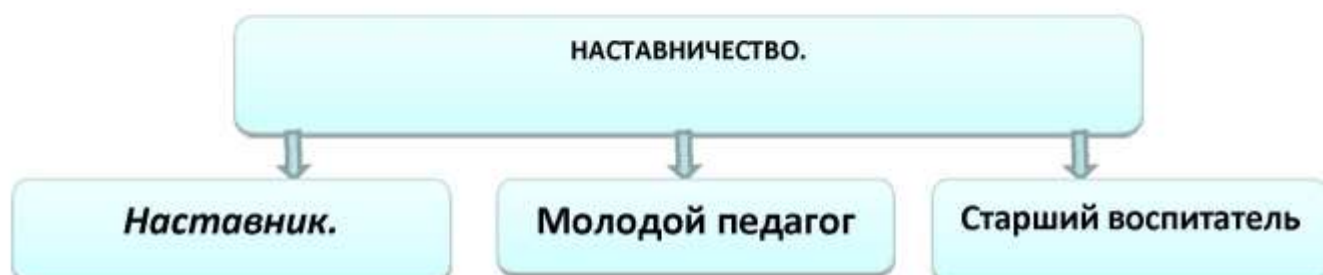 НАСТАВНИЧЕСТВО.
Наставник.
Молодой педагог
Старший воспитатель